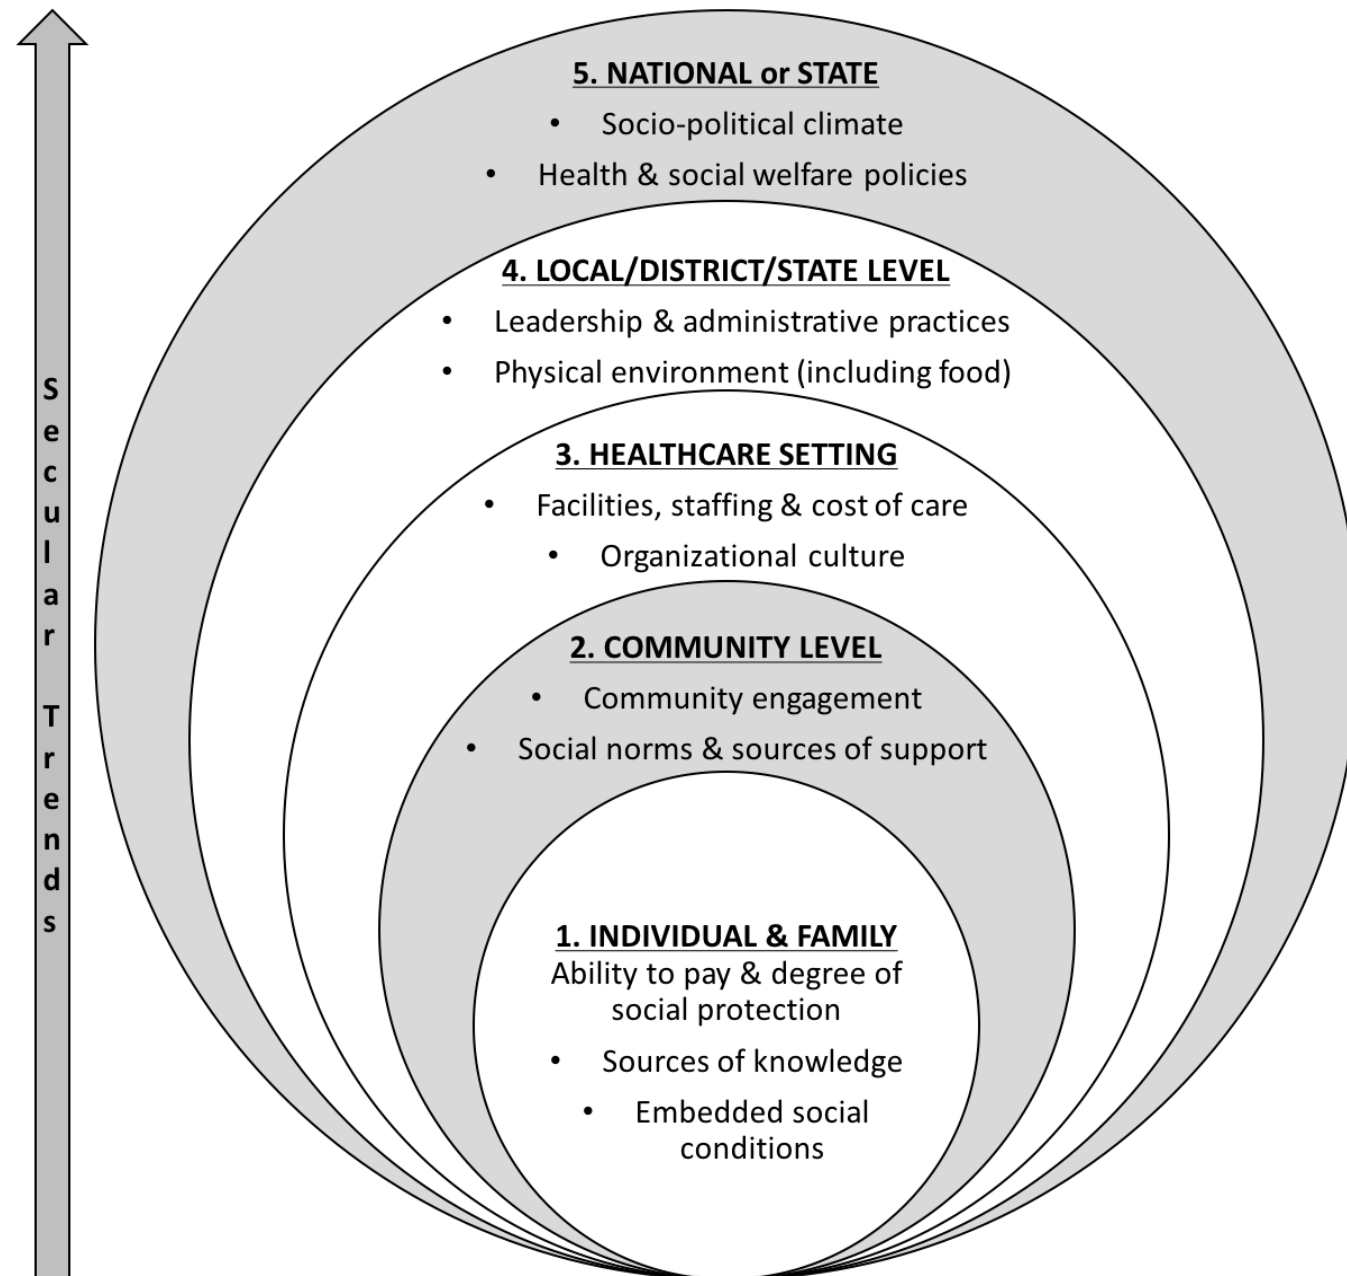 Secular Trends
5. NATIONAL or STATE
• Socio-political climate
• Health & social welfare policies
4. LOCAL/DISTRICT/STATE LEVEL
• Leadership & administrative practices
• Physical environment (including food)
3. HEALTHCARE SETTING
• Facilities, staffing & cost of care
• Organizational culture
2. COMMUNITY LEVEL
• Community engagement
• Social norms & sources of support
1. INDIVIDUAL & FAMILY
Ability to pay & degree of
social protection
• Sources of knowledge
• Embedded social
conditions